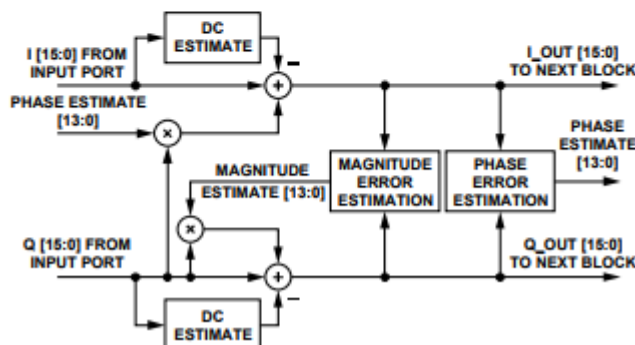 DC
ESTIMATE
I [15:0] FROM
INPUT PORT
–
+
I_OUT [15:0]
TO NEXT BLOCK
PHASE ESTIMATE
[13:0]
×
PHASE
ESTIMATE
[13:0]
MAGNITUDE
ESTIMATE [13:0]
MAGNITUDE
ERROR
ESTIMATION
PHASE
ERROR
ESTIMATION
×
Q [15:0] FROM
INPUT PORT
+
–
Q_OUT [15:0]
TO NEXT BLOCK
DC
ESTIMATE